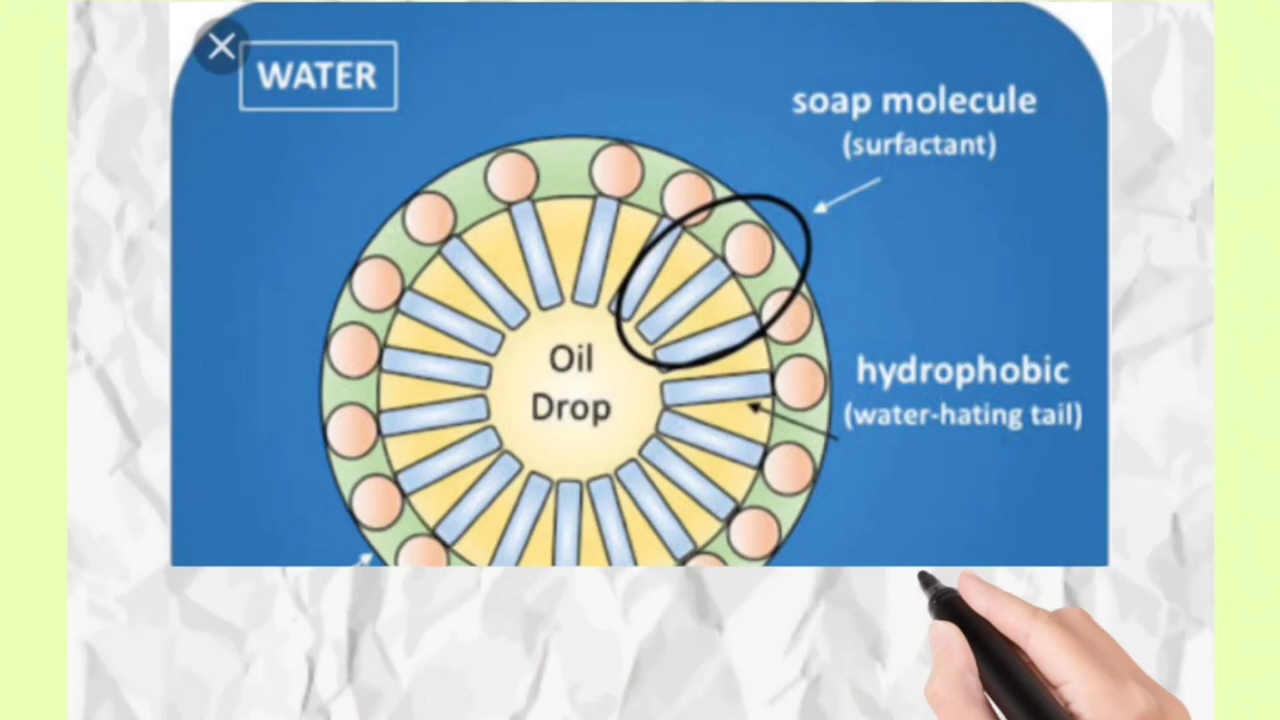 WATER
soap molecule
(surfactant)
Oil
Drop
hydrophobic
(water-hating tail)